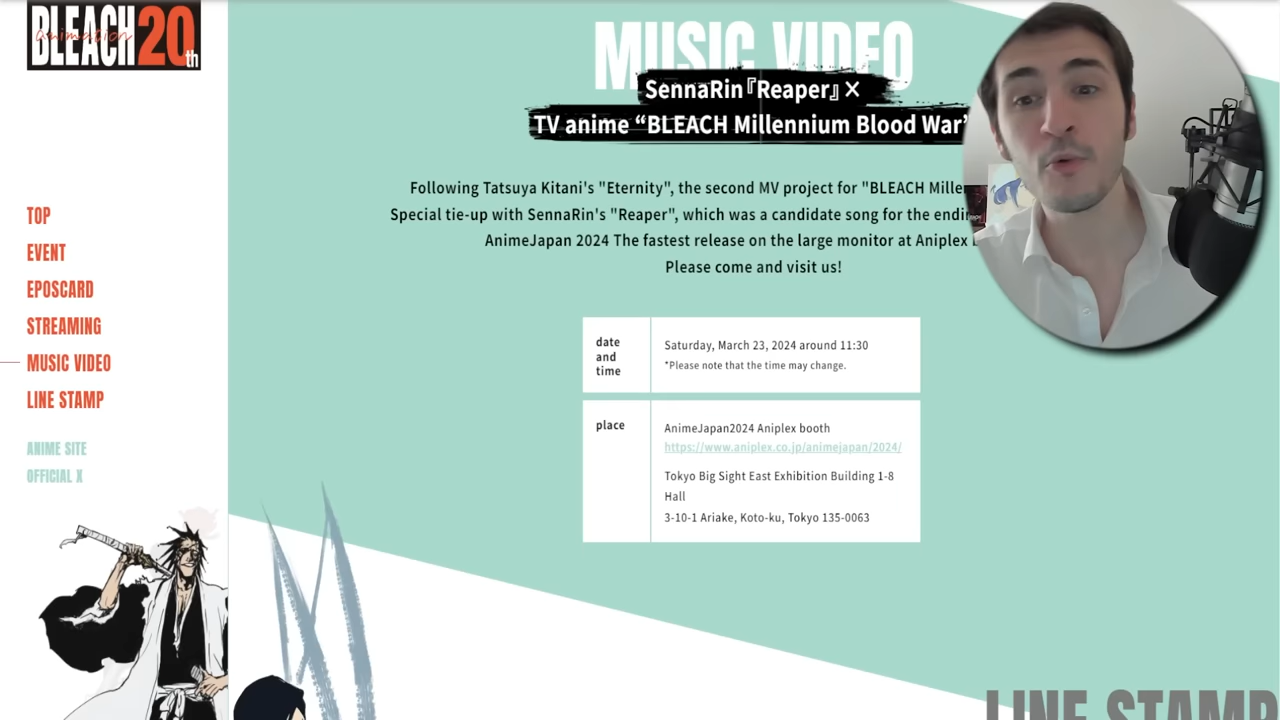 BLEACH 20th
animation
TOP
EVENT
EPOSCARD
STREAMING
MUSIC VIDEO
LINE STAMP
ANIME SITE
OFFICIAL X
MUSIC VIDEO
SennaRin『Reaper』×
TV anime “BLEACH Millennium Blood War”
Following Tatsuya Kitani's "Eternity", the second MV project for "BLEACH
Special tie-up with SennaRin's "Reaper", which was a candidate song for the
AnimeJapan 2024 The fastest release on the large monitor at Aniplex
Please come and visit us!
date
and
time
Saturday, March 23, 2024 around 11:30
*Please note that the time may change.
place
AnimeJapan2024 Aniplex booth
https://www.aniplex.co.jp/animejapan/2024/
Tokyo Big Sight East Exhibition Building 1-8
Hall
3-10-1 Ariake, Koto-ku, Tokyo 135-0063
LINE STAMP